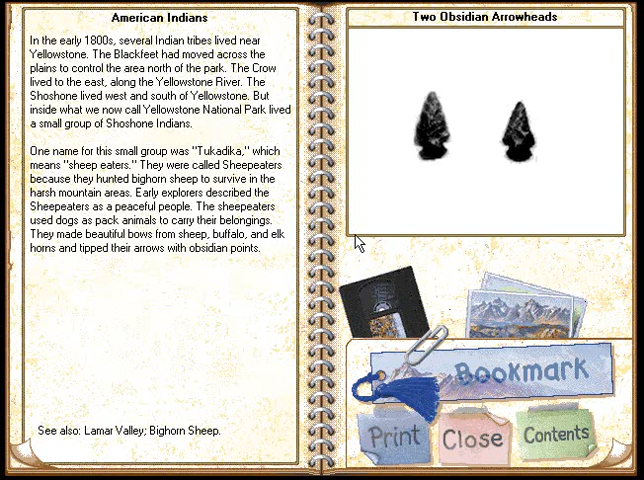 American Indians
In the early 1800s, several Indian tribes lived near
Yellowstone. The Blackfeet had moved across the
plains to control the area north of the park. The Crow
lived to the east, along the Yellowstone River. The
Shoshone lived west and south of Yellowstone. But
inside what we now call Yellowstone National Park lived
a small group of Shoshone Indians.
One name for this small group was "Tukadika," which
means "sheep eaters." They were called Sheepeaters
because they hunted bighorn sheep to survive in the
harsh mountain areas. Early explorers described the
Sheepeaters as a peaceful people. The sheepeaters
used dogs as pack animals to carry their belongings.
They made beautiful bows from sheep, buffalo, and elk
horns and tipped their arrows with obsidian points.
See also: Lamar Valley; Bighorn Sheep.
Two Obsidian Arrowheads
Bookmark
Print
Close
Contents